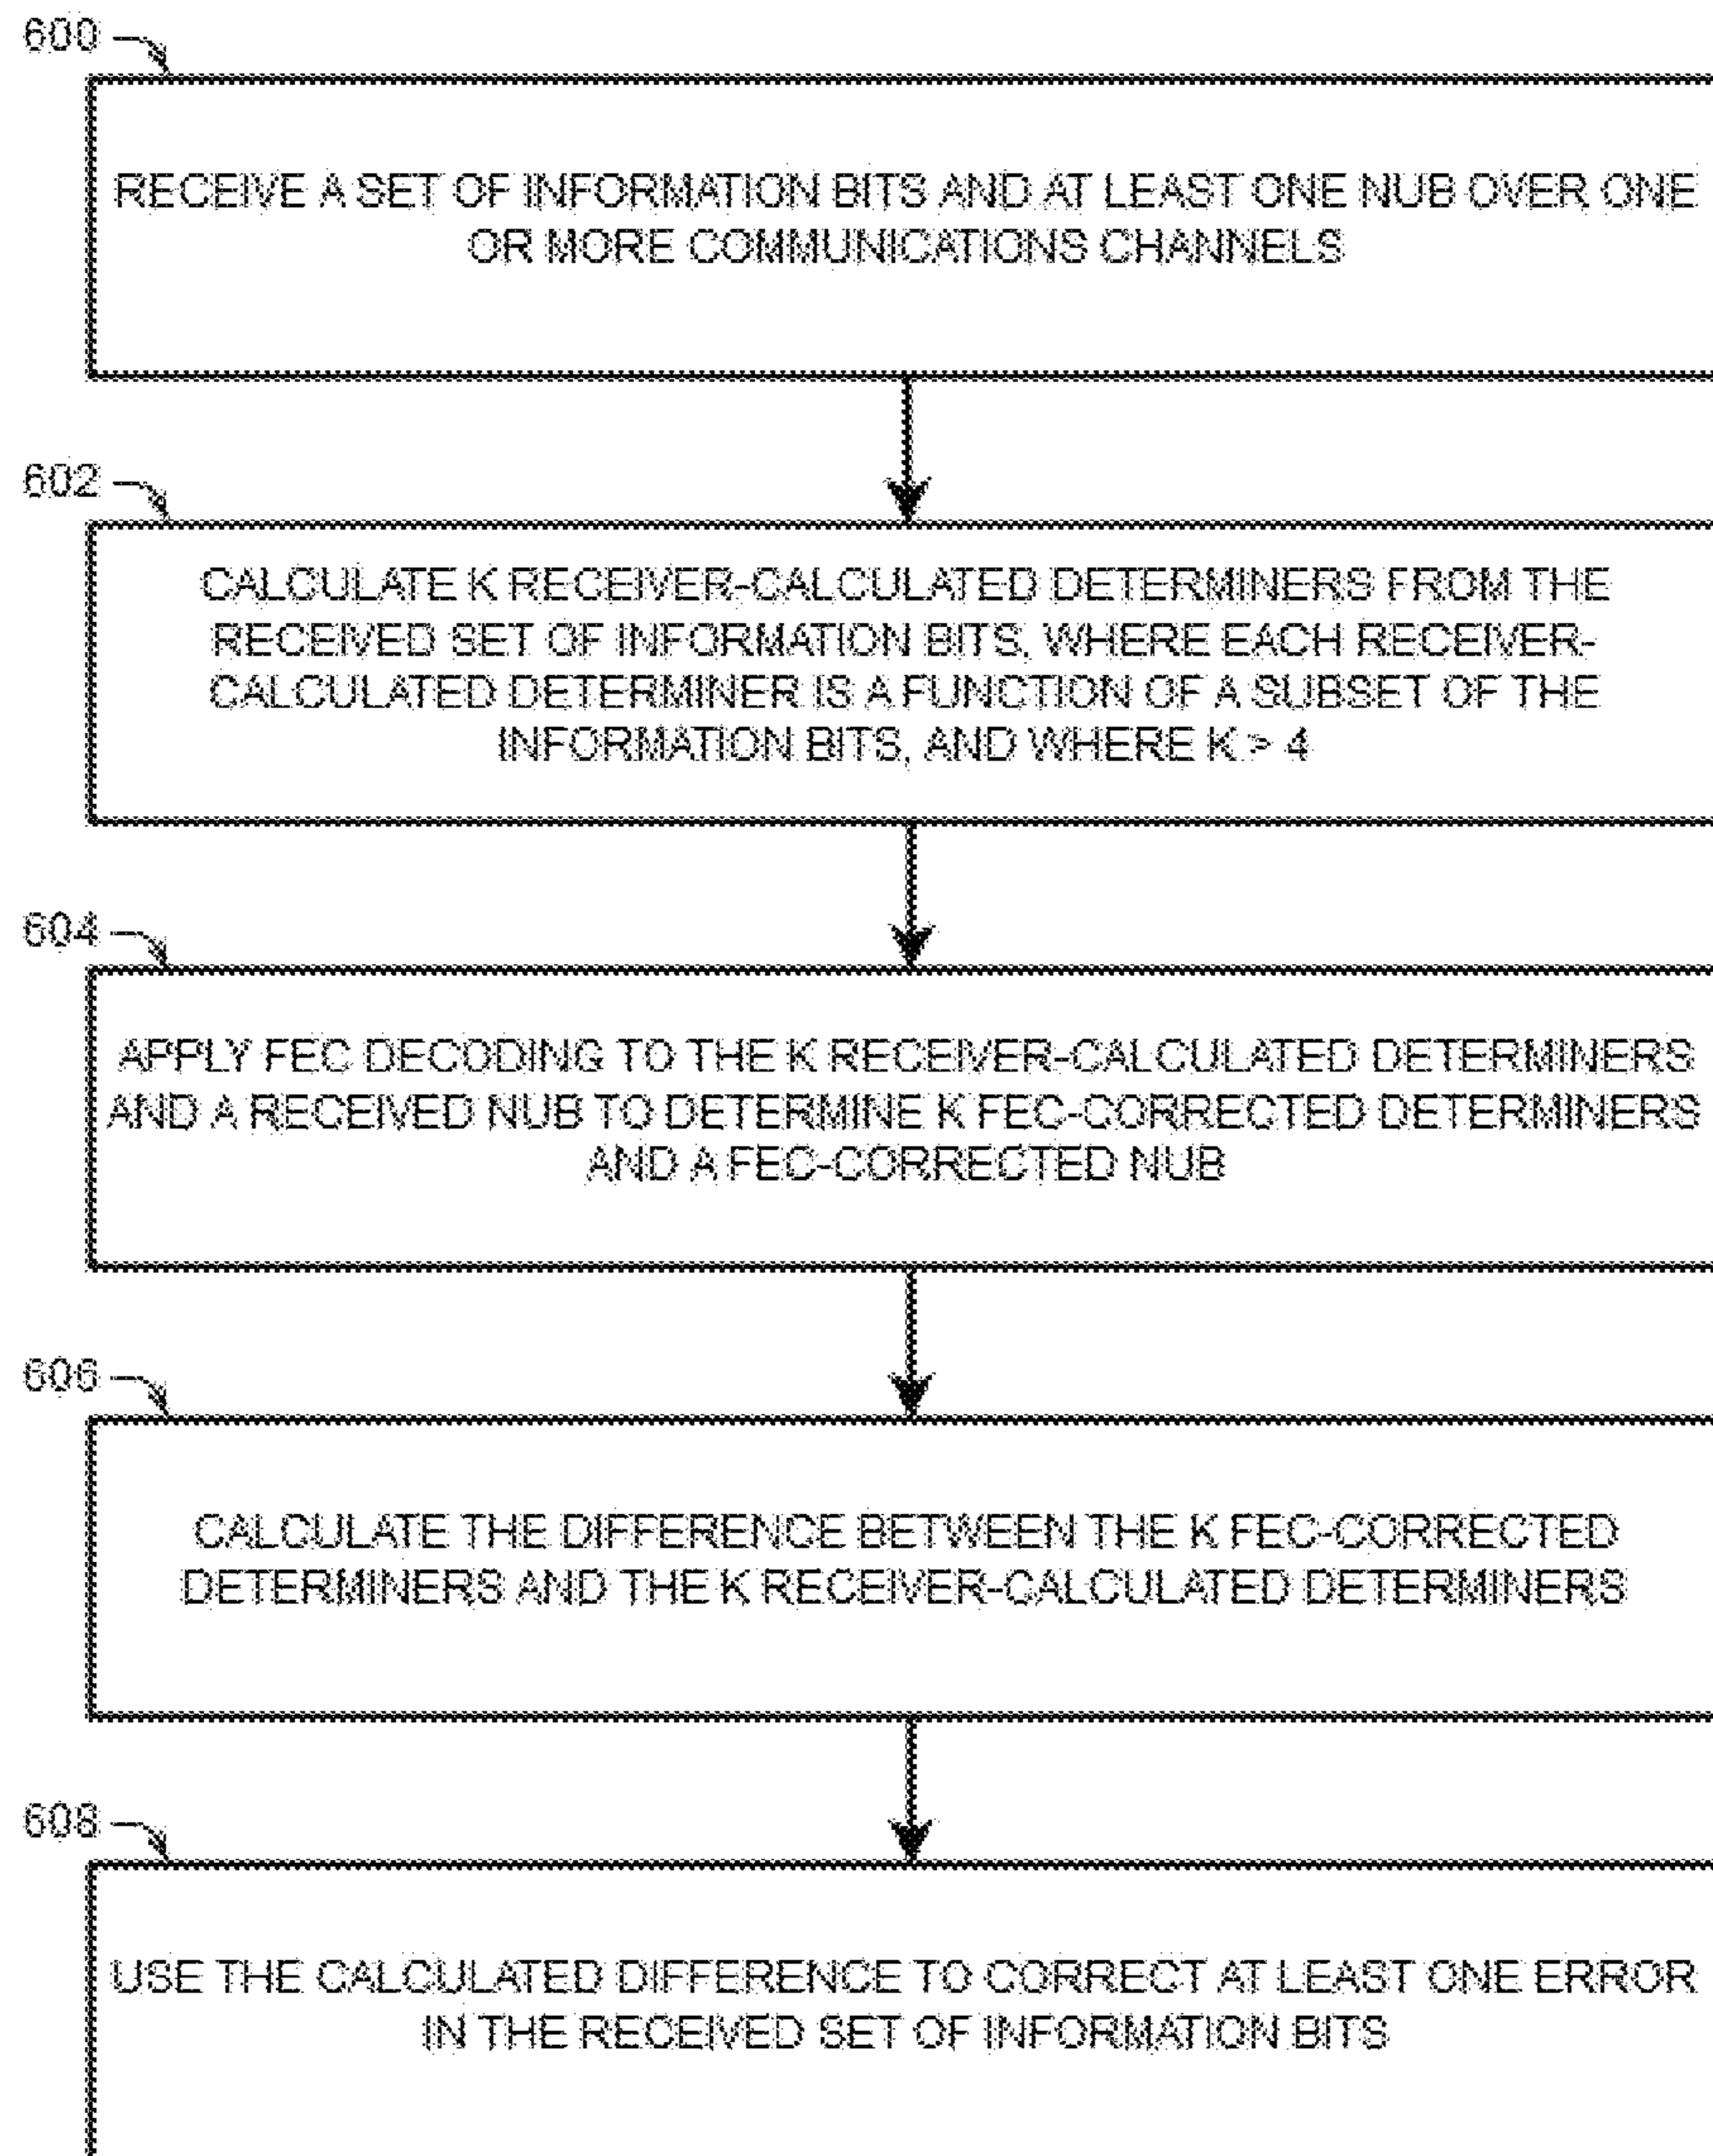 600
RECEIVE A SET OF INFORMATION BITS AND AT LEAST ONE NUB OVER ONE
OR MORE COMMUNICATIONS CHANNELS
602
CALCULATE K RECEIVER-CALCULATED DETERMINERS FROM THE
RECEIVED SET OF INFORMATION BITS, WHERE EACH RECEIVER-
CALCULATED DETERMINER IS A FUNCTION OF A SUBSET OF THE
INFORMATION BITS, AND WHERE K > 4
604
APPLY FEC DECODING TO THE K RECEIVER-CALCULATED DETERMINERS
AND A RECEIVED NUB TO DETERMINE K FEC-CORRECTED DETERMINERS
AND A FEC-CORRECTED NUB
606
CALCULATE THE DIFFERENCE BETWEEN THE K FEC-CORRECTED
DETERMINERS AND THE K RECEIVER-CALCULATED DETERMINERS
608
USE THE CALCULATED DIFFERENCE TO CORRECT AT LEAST ONE ERROR
IN THE RECEIVED SET OF INFORMATION BITS